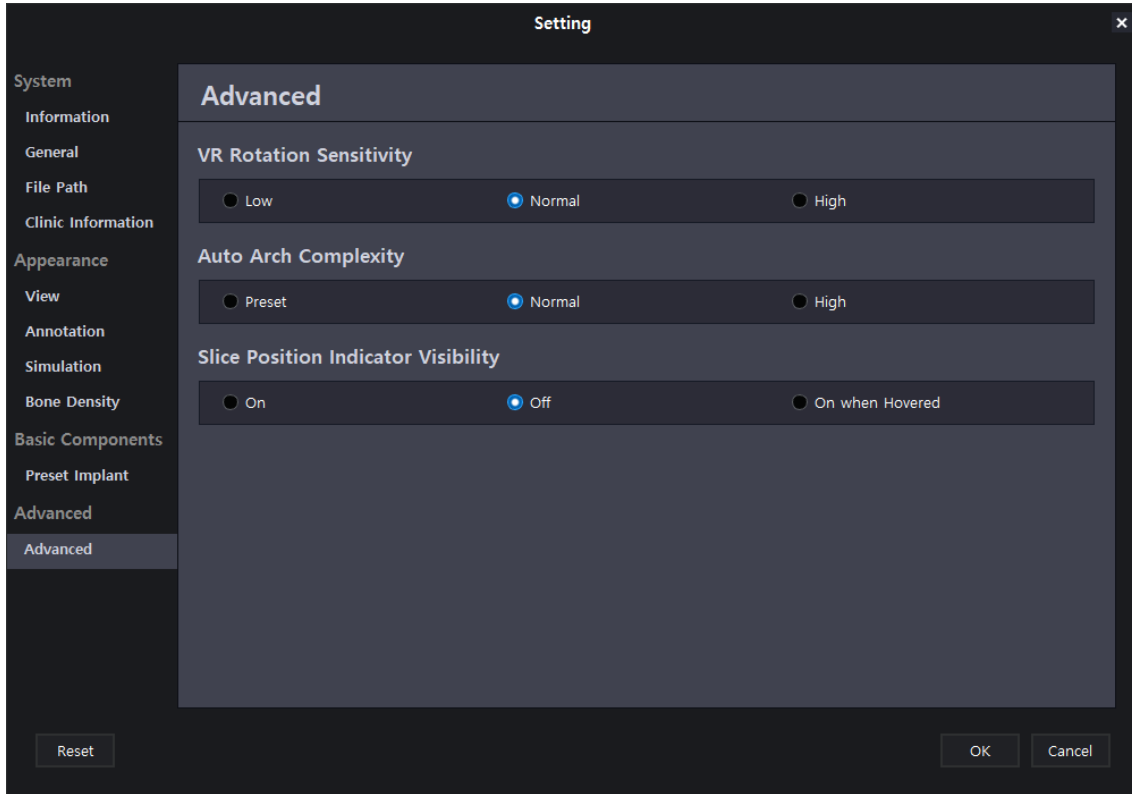 Setting
System
Information
General
File Path
Clinic Information
Appearance
View
Annotation
Simulation
Bone Density
Basic Components
Preset Implant
Advanced
Advanced
Advanced
VR Rotation Sensitivity
Low Normal High
Auto Arch Complexity
Preset Normal High
Slice Position Indicator Visibility
On Off On when Hovered
Reset OK Cancel